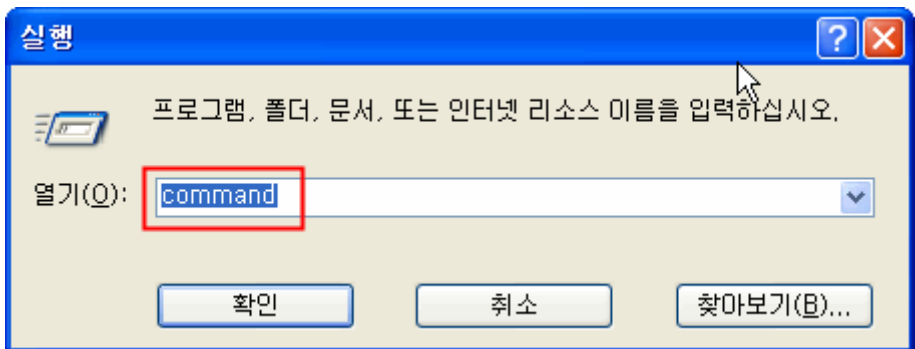 실행
프로그램, 폴더, 문서, 또는 인터넷 리소스 이름을 입력하십시오.
열기(O): command
확인 취소 찾아보기(B)...